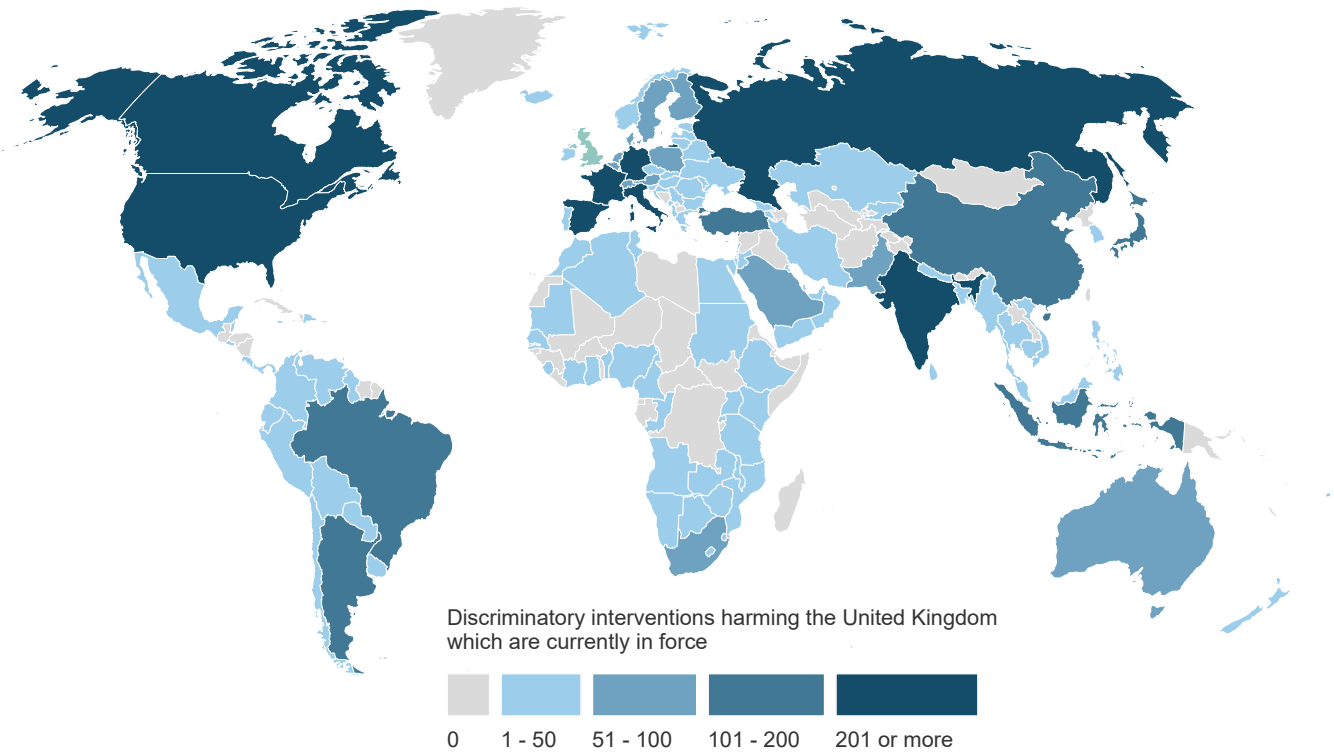 Discriminatory interventions harming the United Kingdom
which are currently in force
0 1 - 50 51 - 100 101 - 200 201 or more